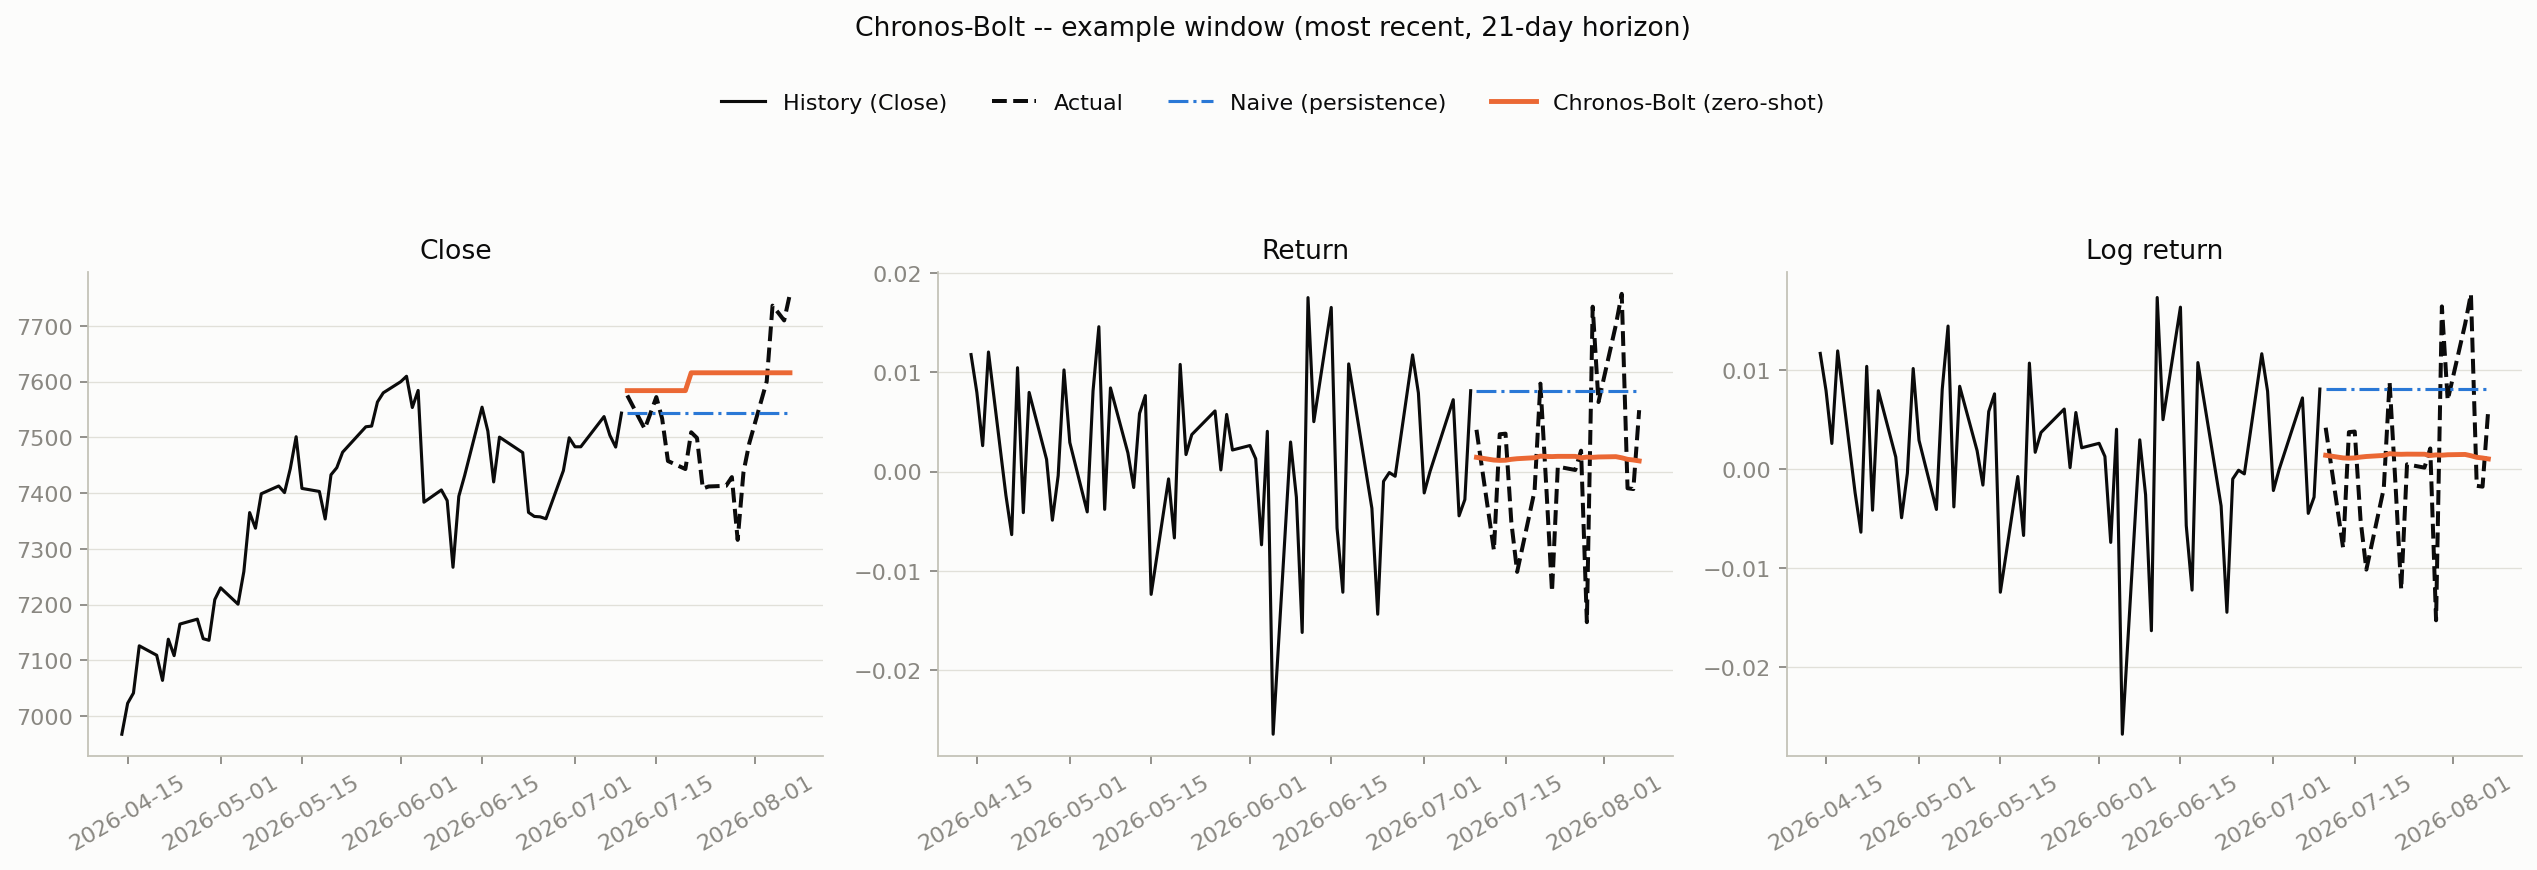 Chronos-Bolt -- example window (most recent, 21-day horizon)
History (Close) Actual Naive (persistence) Chronos-Bolt (zero-shot)
Close
7700
7600
7500
7400
7300
7200
7100
7000
2026-04-15 2026-05-01 2026-05-15 2026-06-01 2026-06-15 2026-07-01 2026-07-15 2026-08-01
Return
0.02
0.01
0.00
−0.01
−0.02
2026-04-15 2026-05-01 2026-05-15 2026-06-01 2026-06-15 2026-07-01 2026-07-15 2026-08-01
Log return
0.01
0.00
−0.01
−0.02
2026-04-15 2026-05-01 2026-05-15 2026-06-01 2026-06-15 2026-07-01 2026-07-15 2026-08-01